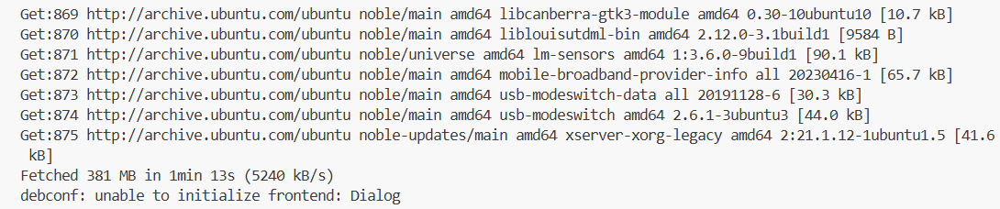 Get:869 http://archive.ubuntu.com/ubuntu noble/main amd64 libcanberra-gtk3-module amd64 0.30-10ubuntu10 [10.7 kB]
Get:870 http://archive.ubuntu.com/ubuntu noble/main amd64 liblouisutdml-bin amd64 2.12.0-3.1build1 [9584 B]
Get:871 http://archive.ubuntu.com/ubuntu noble/universe amd64 lm-sensors amd64 1:3.6.0-9build1 [90.1 kB]
Get:872 http://archive.ubuntu.com/ubuntu noble/main amd64 mobile-broadband-provider-info all 20230416-1 [65.7 kB]
Get:873 http://archive.ubuntu.com/ubuntu noble/main amd64 usb-modeswitch-data all 20191128-6 [30.3 kB]
Get:874 http://archive.ubuntu.com/ubuntu noble/main amd64 usb-modeswitch amd64 2.6.1-3ubuntu3 [44.0 kB]
Get:875 http://archive.ubuntu.com/ubuntu noble-updates/main amd64 xserver-xorg-legacy amd64 2:21.1.12-1ubuntu1.5 [41.6
 kB]
Fetched 381 MB in 1min 13s (5240 kB/s)
debconf: unable to initialize frontend: Dialog